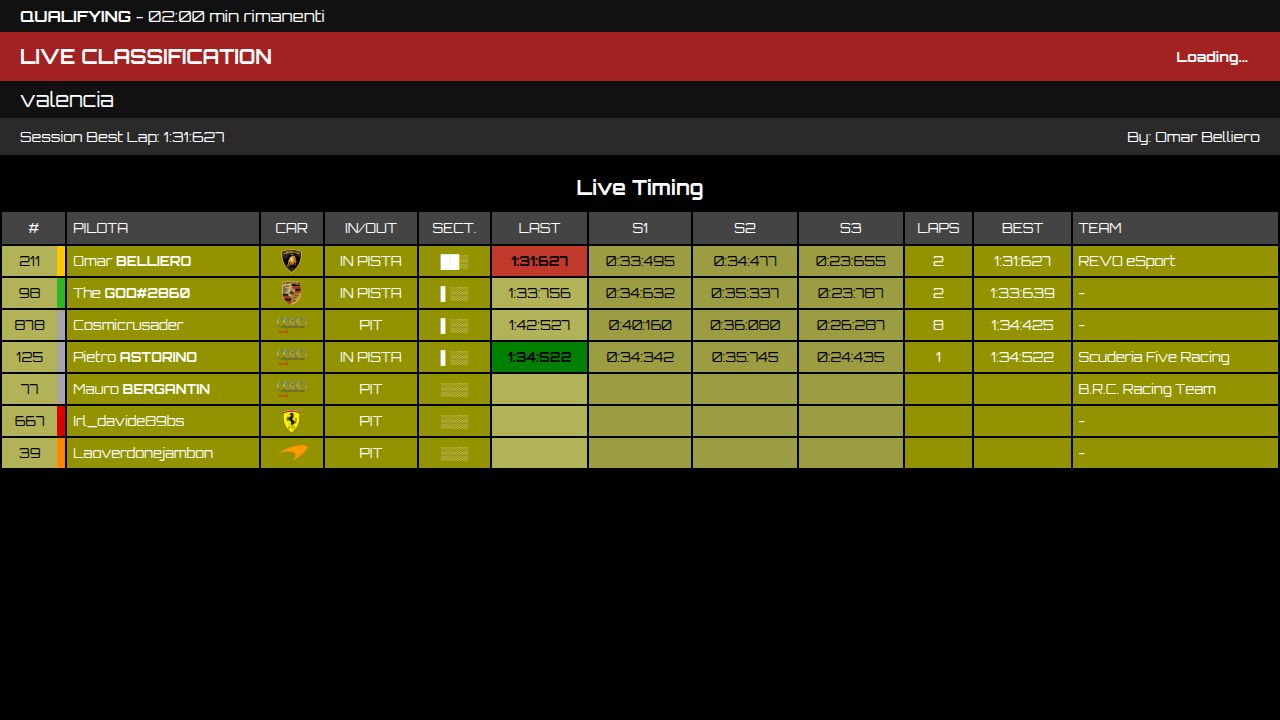 QUALIFYING - 02:00 min rimanenti
LIVE CLASSIFICATION Loading...
valencia
Session Best Lap: 1:31:627 By: Omar Belliero
Live Timing
# PILOTA CAR IN/OUT SECT. LAST S1 S2 S3 LAPS BEST TEAM
211 Omar BELLIERO IN PISTA 1:31:627 0:33:495 0:34:477 0:23:655 2 1:31:627 REVO eSport
98 The GOD#2860 IN PISTA 1:33:756 0:34:632 0:35:337 0:23:787 2 1:33:639 -
878 Cosmicrusader PIT 1:42:527 0:40:160 0:36:080 0:26:287 8 1:34:425 -
125 Pietro ASTORINO IN PISTA 1:34:522 0:34:342 0:35:745 0:24:435 1 1:34:522 Scuderia Five Racing
77 Mauro BERGANTIN PIT B.R.C. Racing Team
667 Irl_davide89bs PIT -
39 Laoverdonejambon PIT -